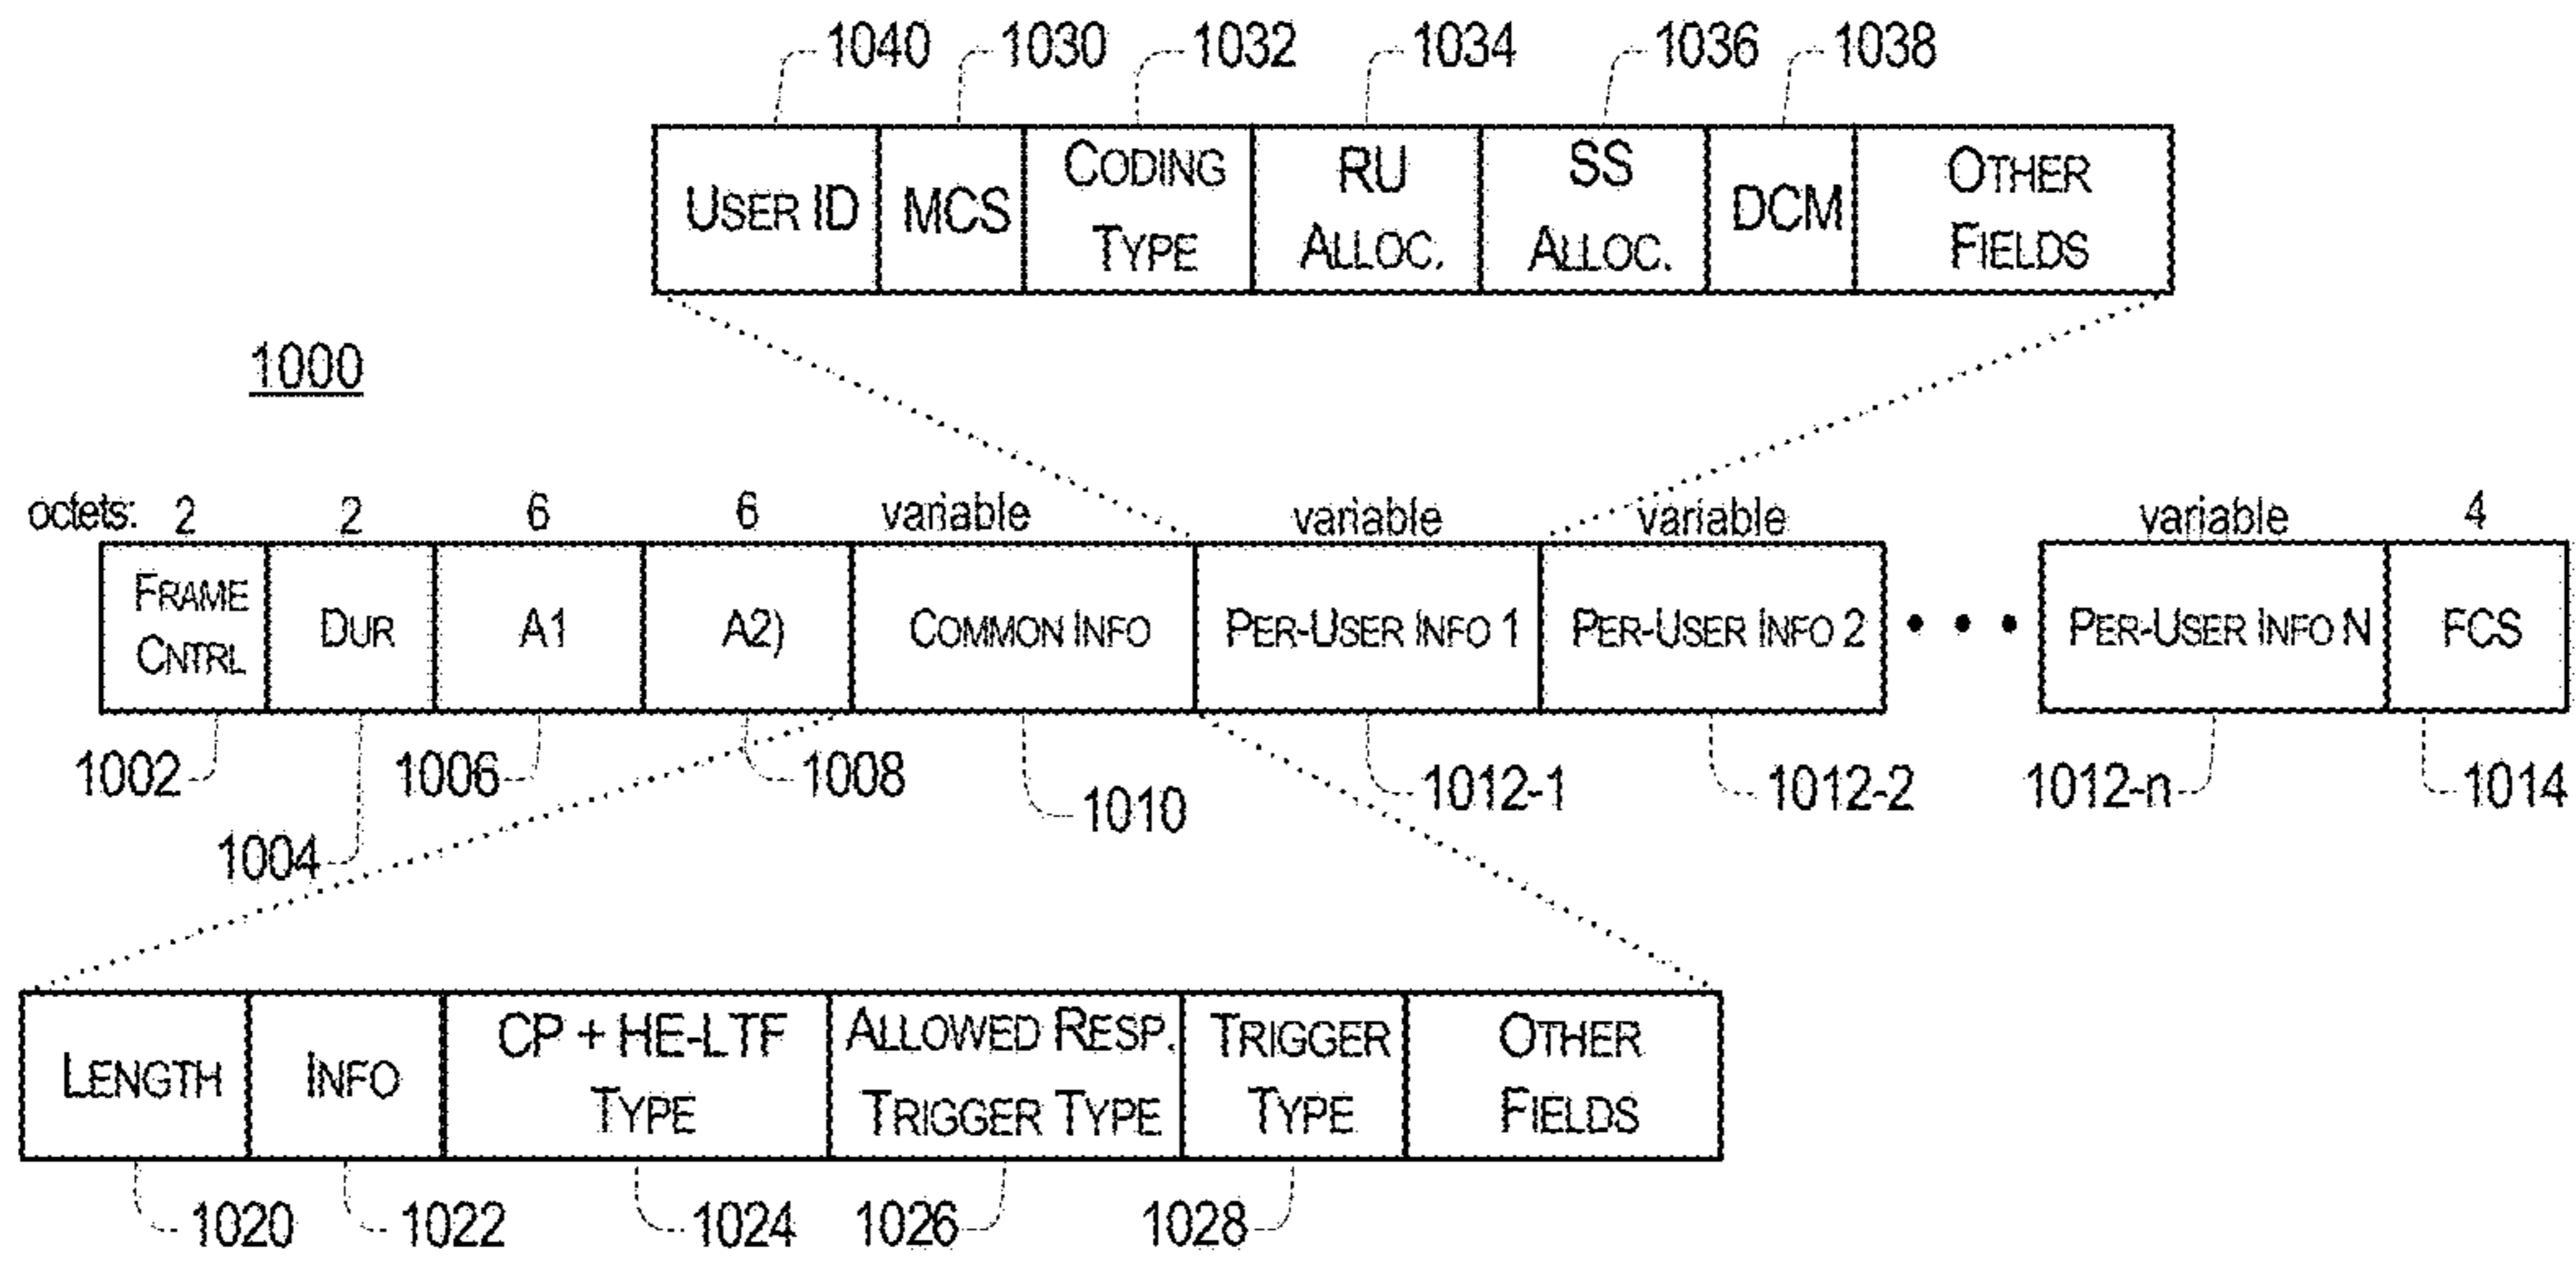 1040 1030 1032 1034 1036 1038
USER ID MCS CODING TYPE RU ALLOC. SS ALLOC. DCM OTHER FIELDS
1000
octets: 2 2 6 6 variable variable variable variable 4
FRAME CNTRL DUR A1 A2) COMMON INFO PER-USER INFO 1 PER-USER INFO 2 • • • PER-USER INFO N FCS
1002 1006 1008 1012-1 1012-2 1012-n 1014
1010
1004
LENGTH INFO CP + HE-LTF TYPE ALLOWED RESP. TRIGGER TYPE TRIGGER TYPE OTHER FIELDS
1020 1022 1024 1026 1028